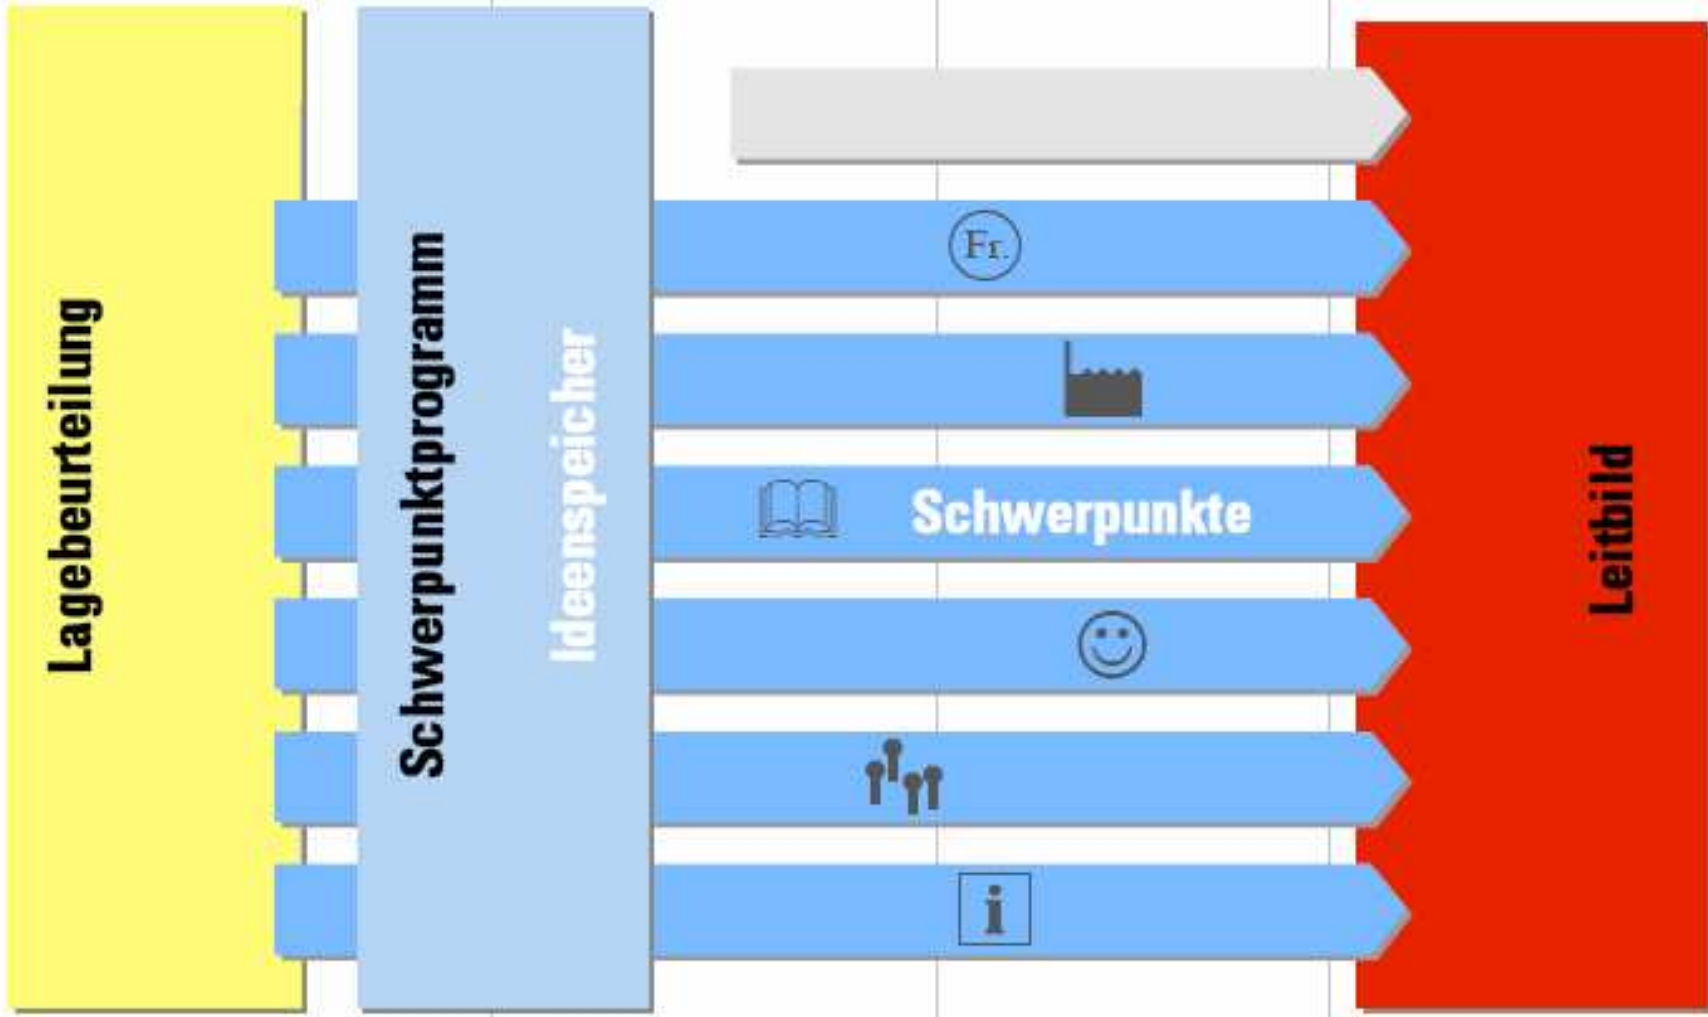 Lagebeurteilung
Schwerpunktprogramm
Ideenspeicher
Fr.
Schwerpunkte
i
Leitbild